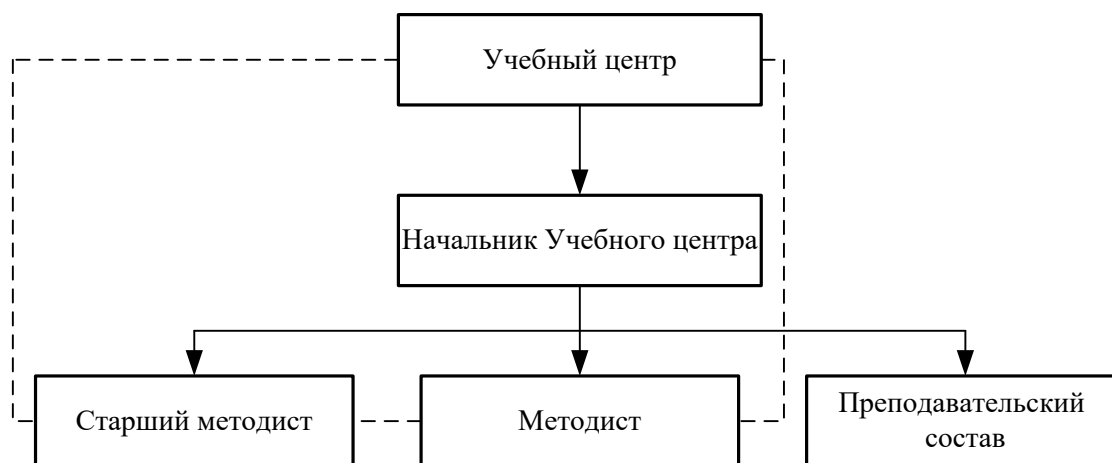 Учебный центр
Начальник Учебного центра
Старший методист
Методист
Преподавательский
состав